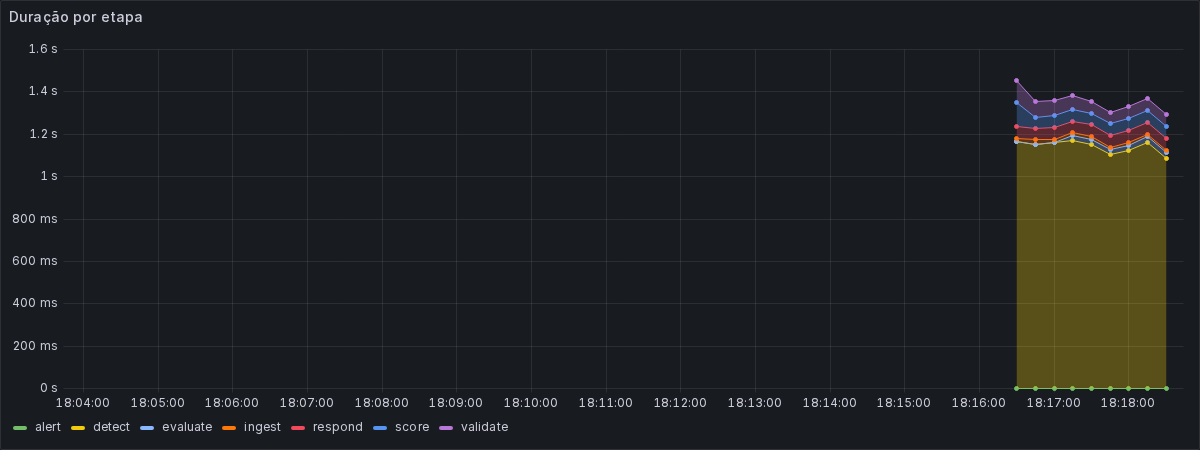 Duração por etapa
1.6 s
1.4 s
1.2 s
1 s
800 ms
600 ms
400 ms
200 ms
0 s
18:04:00 18:05:00 18:06:00 18:07:00 18:08:00 18:09:00 18:10:00 18:11:00 18:12:00 18:13:00 18:14:00 18:15:00 18:16:00 18:17:00 18:18:00
alert detect evaluate ingest respond score validate